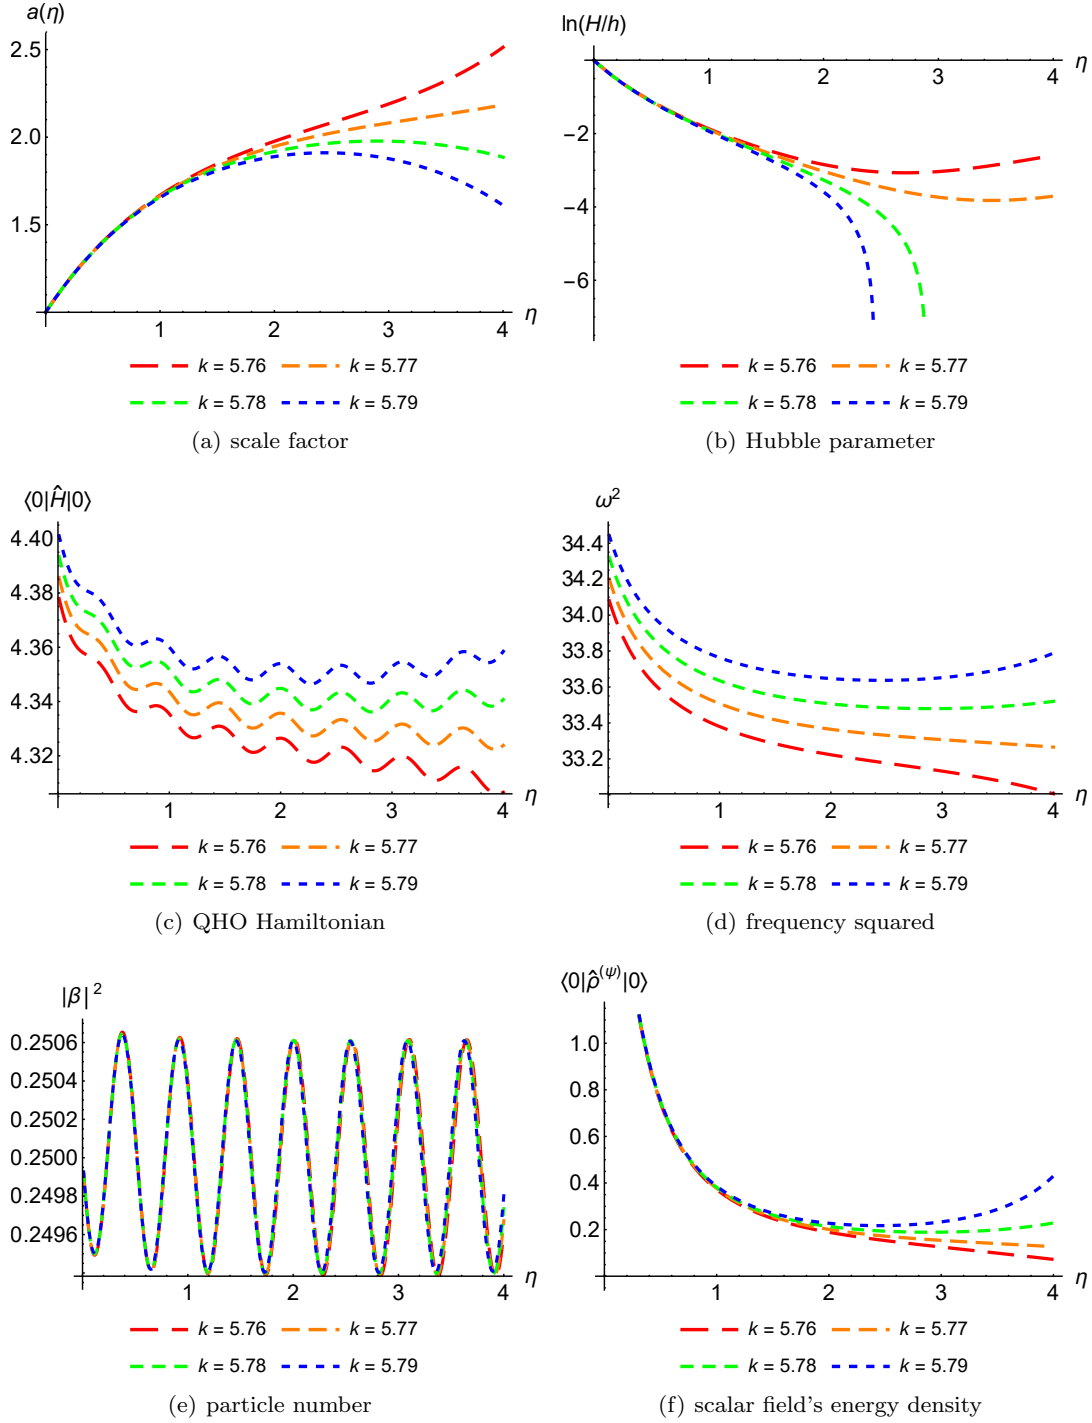 a(η)
2.5
2.0
1.5
1 2 3 4 η
k = 5.76 k = 5.77
k = 5.78 k = 5.79
(a) scale factor
ln(H/h)
1 2 3 4 η
−2
−4
−6
k = 5.76 k = 5.77
k = 5.78 k = 5.79
(b) Hubble parameter
⟨0|Ĥ|0⟩
4.40
4.38
4.36
4.34
4.32
1 2 3 4 η
k = 5.76 k = 5.77
k = 5.78 k = 5.79
(c) QHO Hamiltonian
ω²
34.4
34.2
34.0
33.8
33.6
33.4
33.2
1 2 3 4 η
k = 5.76 k = 5.77
k = 5.78 k = 5.79
(d) frequency squared
|β|²
0.2506
0.2504
0.2502
0.2500
0.2498
0.2496
1 2 3 4 η
k = 5.76 k = 5.77
k = 5.78 k = 5.79
(e) particle number
⟨0|ρ̂^(ψ)|0⟩
1.0
0.8
0.6
0.4
0.2
1 2 3 4 η
k = 5.76 k = 5.77
k = 5.78 k = 5.79
(f) scalar field's energy density